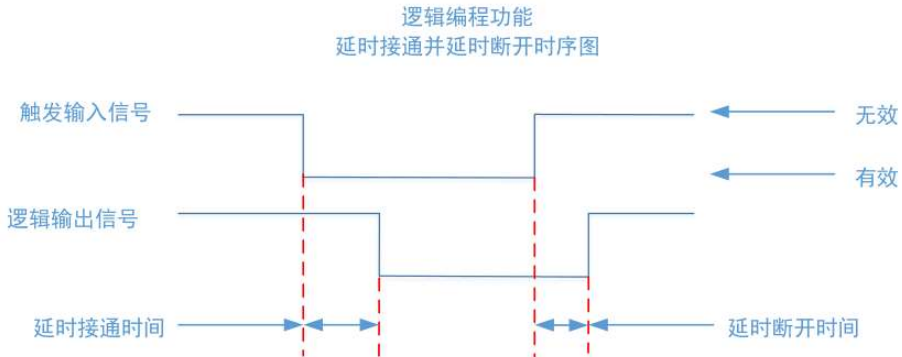 逻辑编程功能
延时接通并延时断开时序图
触发输入信号
无效
有效
逻辑输出信号
延时接通时间
延时断开时间